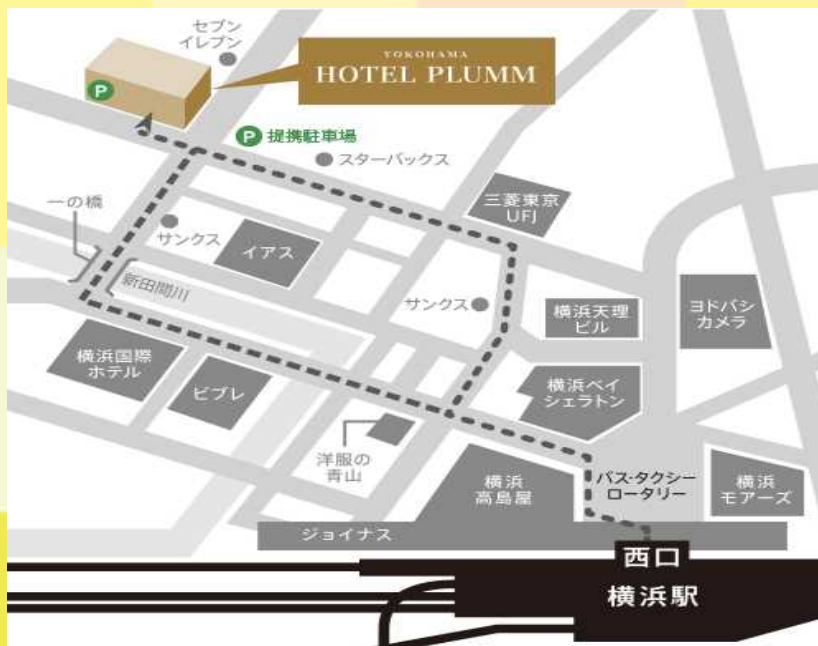 セブン
イレブン
YOKOHAMA
HOTEL PLUMM
P
P 提携駐車場
スターバックス
三菱東京
UFJ
一の橋
サンクス
イアス
新田間川
サンクス
横浜天理
ビル
ヨドバシ
カメラ
横浜国際
ホテル
ビブレ
横浜ベイ
シェラトン
洋服の
青山
横浜
高島屋
バス・タクシー
ロータリー
横浜
モアーズ
ジョイナス
西口
横浜駅